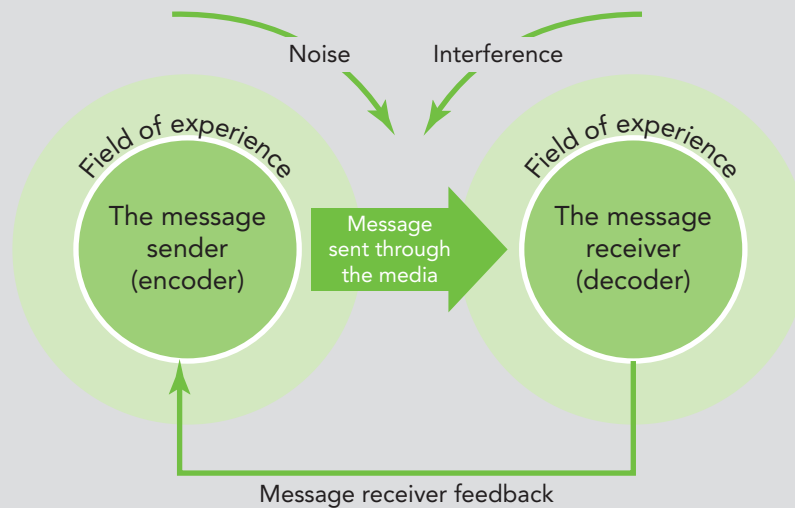 Noise
Interference
Field of experience
The message
sender
(encoder)
Message
sent through
the media
Field of experience
The message
receiver
(decoder)
Message receiver feedback